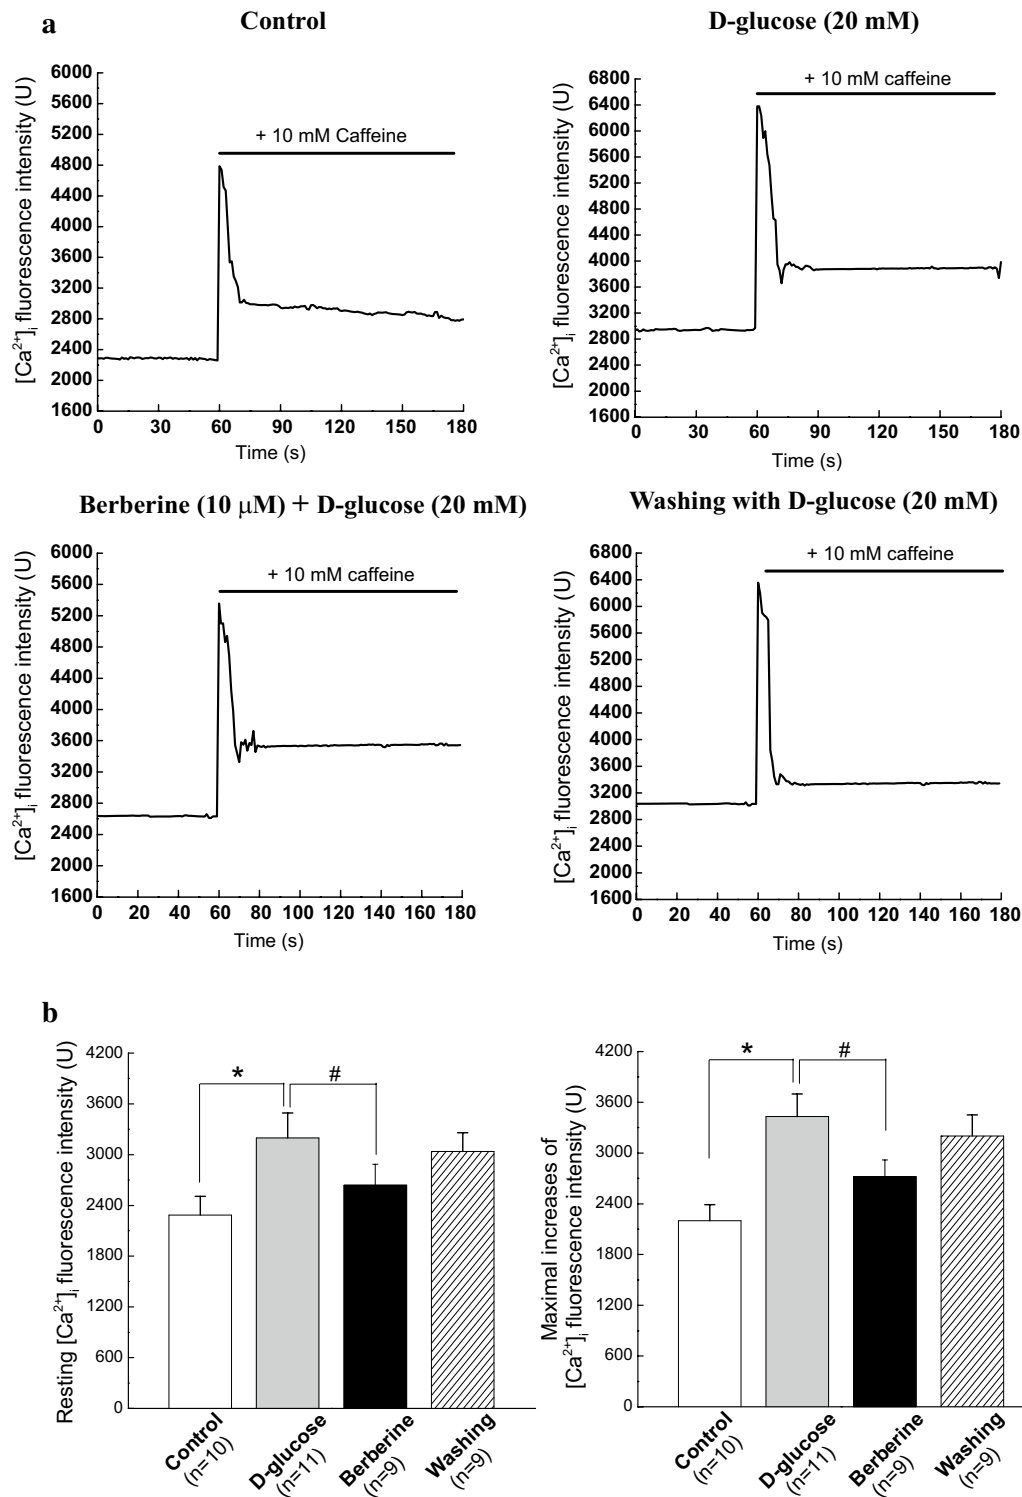 a
Control
D-glucose (20 mM)
[Ca²⁺]ᵢ fluorescence intensity (U)
6000
5600
5200
4800
4400
4000
3600
3200
2800
2400
2000
1600
+ 10 mM Caffeine
0 30 60 90 120 150 180
Time (s)
[Ca²⁺]ᵢ fluorescence intensity (U)
6800
6400
6000
5600
5200
4800
4400
4000
3600
3200
2800
2400
2000
1600
+ 10 mM caffeine
0 30 60 90 120 150 180
Time (s)
Berberine (10 μM) + D-glucose (20 mM)
Washing with D-glucose (20 mM)
[Ca²⁺]ᵢ fluorescence intensity (U)
6000
5600
5200
4800
4400
4000
3600
3200
2800
2400
2000
1600
+ 10 mM caffeine
0 20 40 60 80 100 120 140 160 180
Time (s)
[Ca²⁺]ᵢ fluorescence intensity (U)
6800
6400
6000
5600
5200
4800
4400
4000
3600
3200
2800
2400
2000
1600
+ 10 mM caffeine
0 20 40 60 80 100 120 140 160 180
Time (s)
b
Resting [Ca²⁺]ᵢ fluorescence intensity (U)
4200
3600
3000
2400
1800
1200
600
0
* #
Control
(n=10)
D-glucose
(n=11)
Berberine
(n=9)
Washing
(n=9)
Maximal increases of
[Ca²⁺]ᵢ fluorescence intensity (U)
4200
3600
3000
2400
1800
1200
600
0
* #
Control
(n=10)
D-glucose
(n=11)
Berberine
(n=9)
Washing
(n=9)